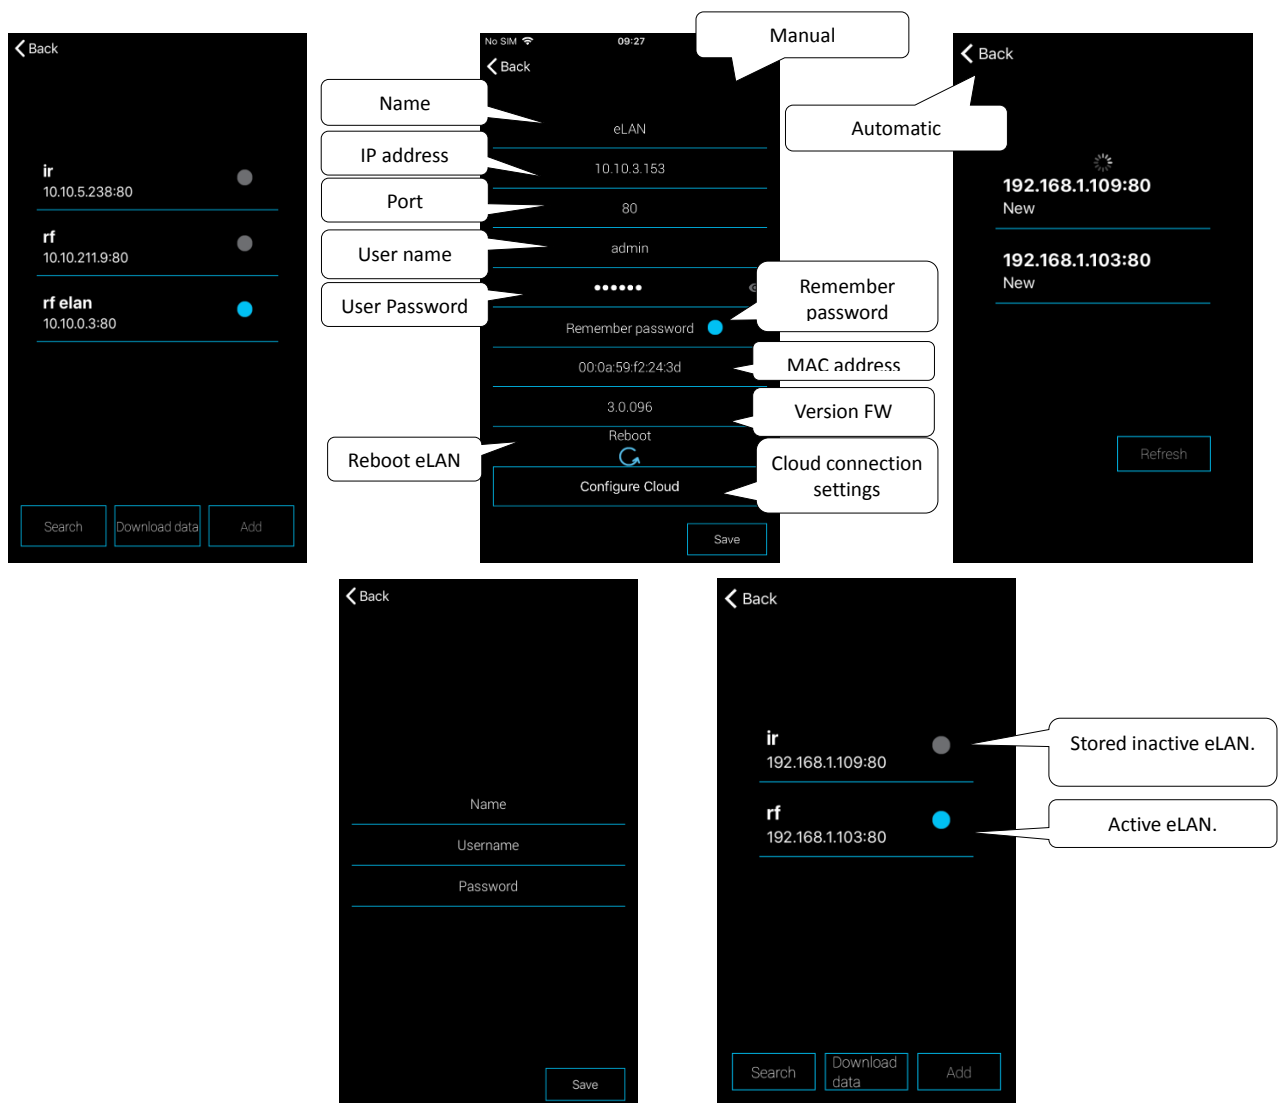 Back
ir
10.10.5.238:80
rf
10.10.211.9:80
rf elan
10.10.0.3:80
Search
Download data
Add
No SIM
09:27
Back
Manual
Name
eLAN
IP address
10.10.3.153
Port
80
User name
admin
User Password
••••••
Remember password
Remember
password
00:0a:59:f2:24:3d
MAC address
3.0.096
Version FW
Reboot
Reboot eLAN
Configure Cloud
Cloud connection
settings
Save
Back
Automatic
192.168.1.109:80
New
192.168.1.103:80
New
Refresh
Back
Name
Username
Password
Save
Back
ir
192.168.1.109:80
Stored inactive eLAN.
rf
192.168.1.103:80
Active eLAN.
Search
Download
data
Add